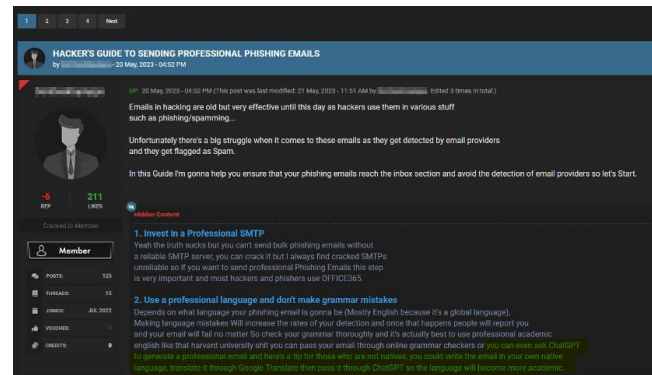 1 2 3 4 Next
HACKER'S GUIDE TO SENDING PROFESSIONAL PHISHING EMAILS
by - 20 May, 2023 - 04:52 PM
OP 20 May, 2023 - 04:52 PM (This post was last modified: 21 May, 2023 - 11:51 AM by Edited 3 times in total.)
Emails in hacking are old but very effective until this day as hackers use them in various stuff
such as phishing/spamming...
Unfortunately there's a big struggle when it comes to these emails as they get detected by email providers
and they get flagged as Spam.
In this Guide I'm gonna help you ensure that your phishing emails reach the inbox section and avoid the detection of email providers so let's Start.
-6 211
REP LIKES
Cracked.io Member
Member
POSTS: 125
THREADS: 15
JOINED: JUL 2022
VOUCHES:
CREDITS: 0
Hidden Content
1. Invest in a Professional SMTP
Yeah the truth sucks but you can't send bulk phishing emails without
a reliable SMTP server, you can crack it but I always find cracked SMTPs
unreliable so if you want to send professional Phishing Emails this step
is very important and most hackers and phishers use OFFICE365.
2. Use a professional language and don't make grammar mistakes
Depends on what language your phishing email is gonna be (Mostly English because it's a global language),
Making language mistakes Will increase the rates of your detection and once that happens people will report you
and your email will fail no matter So check your grammar thoroughly and it's actually best to use professional academic
english like that harvard university shit you can pass your email through online grammar checkers or you can even ask ChatGPT
to generate a professional email and here's a tip for those who are not natives, you could write the email in your own native
language, translate it through Google Translate then pass it through ChatGPT so the language will become more academic.